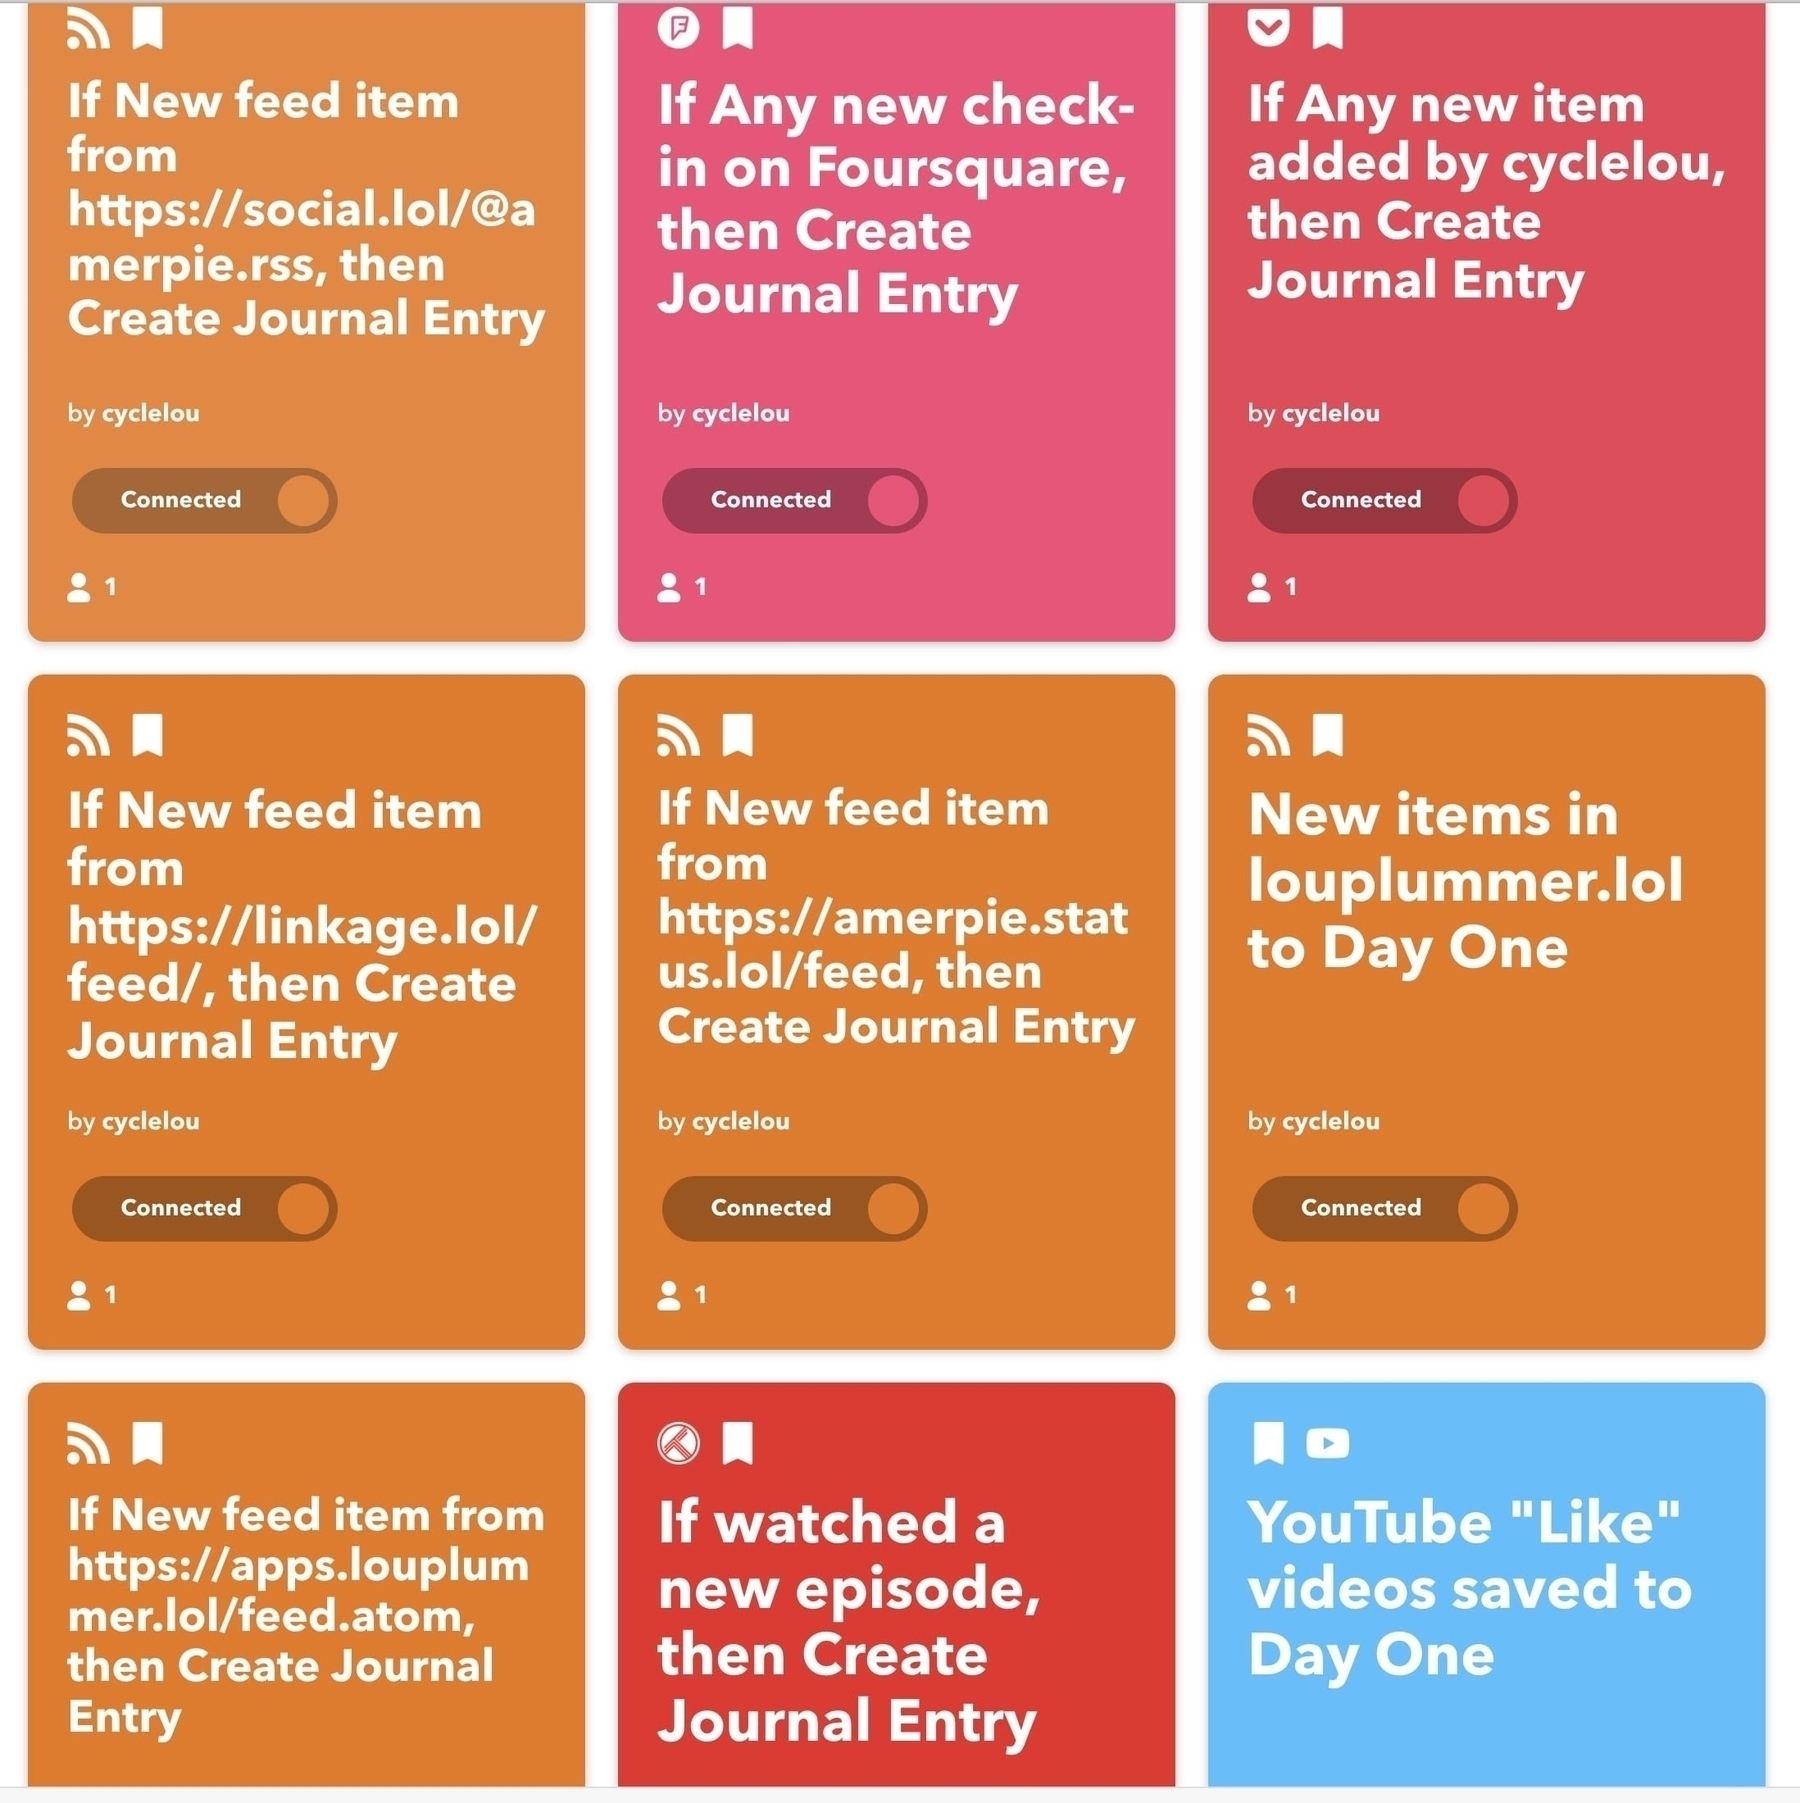 If New feed item
from
https://social.lol/@a
merpie.rss, then
Create Journal Entry
by cyclelou
Connected
1
If Any new check-
in on Foursquare,
then Create
Journal Entry
by cyclelou
Connected
1
If Any new item
added by cyclelou,
then Create
Journal Entry
by cyclelou
Connected
1
If New feed item
from
https://linkage.lol/
feed/, then Create
Journal Entry
by cyclelou
Connected
1
If New feed item
from
https://amerpie.stat
us.lol/feed, then
Create Journal Entry
by cyclelou
Connected
1
New items in
louplummer.lol
to Day One
by cyclelou
Connected
1
If New feed item from
https://apps.louplum
mer.lol/feed.atom,
then Create Journal
Entry
If watched a
new episode,
then Create
Journal Entry
YouTube "Like"
videos saved to
Day One